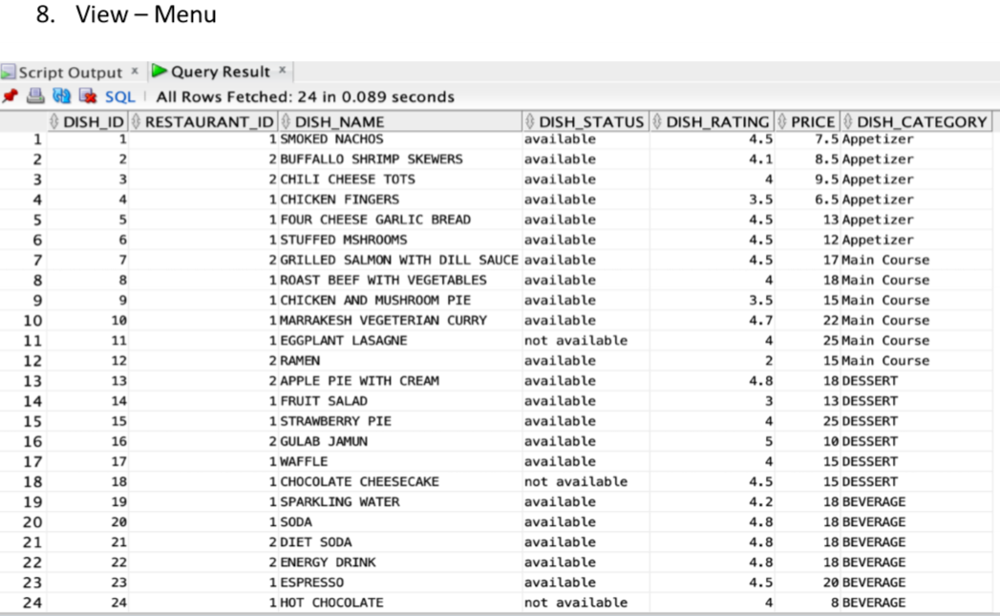 8. View – Menu
Script Output × Query Result ×
SQL | All Rows Fetched: 24 in 0.089 seconds
DISH_ID RESTAURANT_ID DISH_NAME DISH_STATUS DISH_RATING PRICE DISH_CATEGORY
1 1 1 SMOKED NACHOS available 4.5 7.5 Appetizer
2 2 2 BUFFALLO SHRIMP SKEWERS available 4.1 8.5 Appetizer
3 3 2 CHILI CHEESE TOTS available 4 9.5 Appetizer
4 4 1 CHICKEN FINGERS available 3.5 6.5 Appetizer
5 5 1 FOUR CHEESE GARLIC BREAD available 4.5 13 Appetizer
6 6 1 STUFFED MSHROOMS available 4.5 12 Appetizer
7 7 2 GRILLED SALMON WITH DILL SAUCE available 4.5 17 Main Course
8 8 1 ROAST BEEF WITH VEGETABLES available 4 18 Main Course
9 9 1 CHICKEN AND MUSHROOM PIE available 3.5 15 Main Course
10 10 1 MARRAKESH VEGETERIAN CURRY available 4.7 22 Main Course
11 11 1 EGGPLANT LASAGNE not available 4 25 Main Course
12 12 2 RAMEN available 2 15 Main Course
13 13 2 APPLE PIE WITH CREAM available 4.8 18 DESSERT
14 14 1 FRUIT SALAD available 3 13 DESSERT
15 15 1 STRAWBERRY PIE available 4 25 DESSERT
16 16 2 GULAB JAMUN available 5 10 DESSERT
17 17 1 WAFFLE available 4 15 DESSERT
18 18 1 CHOCOLATE CHEESECAKE not available 4.5 15 DESSERT
19 19 1 SPARKLING WATER available 4.2 18 BEVERAGE
20 20 1 SODA available 4.8 18 BEVERAGE
21 21 2 DIET SODA available 4.8 18 BEVERAGE
22 22 2 ENERGY DRINK available 4.8 18 BEVERAGE
23 23 1 ESPRESSO available 4.5 20 BEVERAGE
24 24 1 HOT CHOCOLATE not available 4 8 BEVERAGE